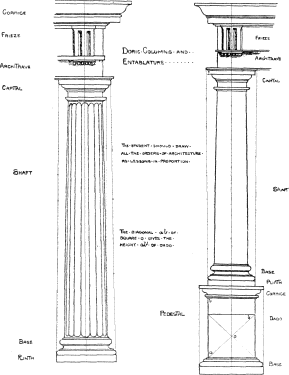 CORNICE
FRIEZE
ARCHITRAVE
CAPITAL
SHAFT
BASE
PLINTH
DORIC·COLUMNS·AND·
ENTABLATURE·······
THE·STUDENT·SHOULD·DRAW·
ALL·THE·ORDERS·OF·ARCHITECTURE·
AS·LESSONS·IN·PROPORTION·
THE·DIAGONAL·ab·OF·
SQUARE·D·GIVES·THE·
HEIGHT·ab·OF·DADO·
PEDESTAL
FRIEZE
ARCHITRAVE
CAPITAL
SHAFT
BASE
PLINTH
CORNICE
DADO
BASE